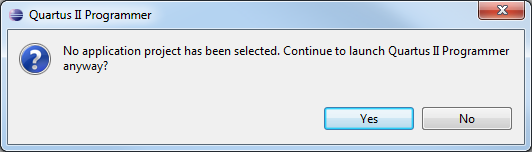 Quartus II Programmer
No application project has been selected. Continue to launch Quartus II Programmer
anyway?
Yes
No